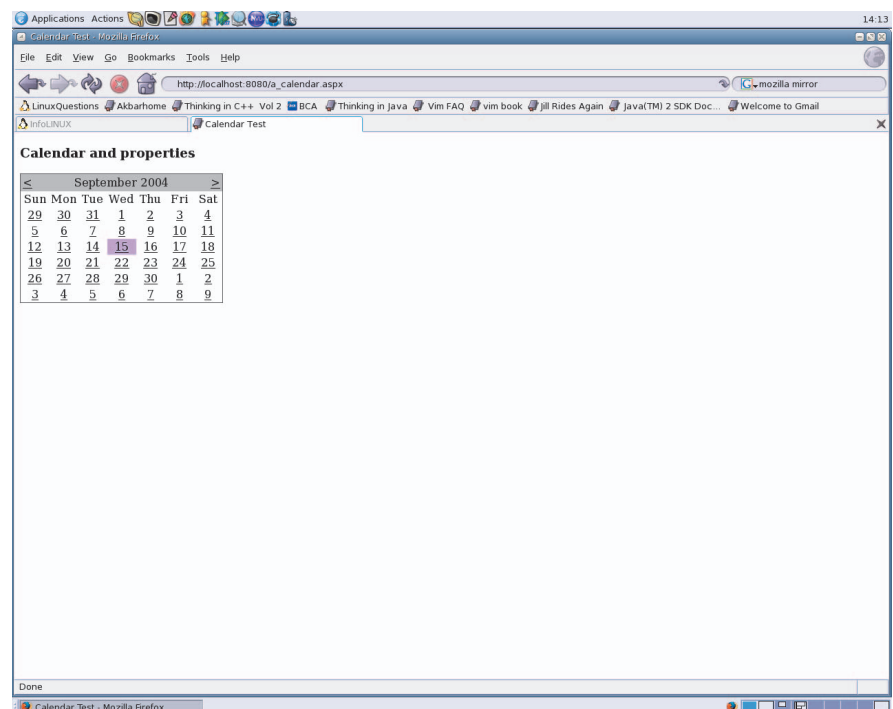 Applications Actions 14:13
Calendar Test - Mozilla Firefox
File Edit View Go Bookmarks Tools Help
http://localhost:8080/a_calendar.aspx mozilla mirror
LinuxQuestions Akbarhome Thinking in C++ Vol 2 BCA Thinking in Java Vim FAQ vim book Jill Rides Again Java(TM) 2 SDK Doc... Welcome to Gmail
InfoLINUX Calendar Test
Calendar and properties
< September 2004 >
Sun Mon Tue Wed Thu Fri Sat
29 30 31 1 2 3 4
5 6 7 8 9 10 11
12 13 14 15 16 17 18
19 20 21 22 23 24 25
26 27 28 29 30 1 2
3 4 5 6 7 8 9
Done
Calendar Test - Mozilla Firefox